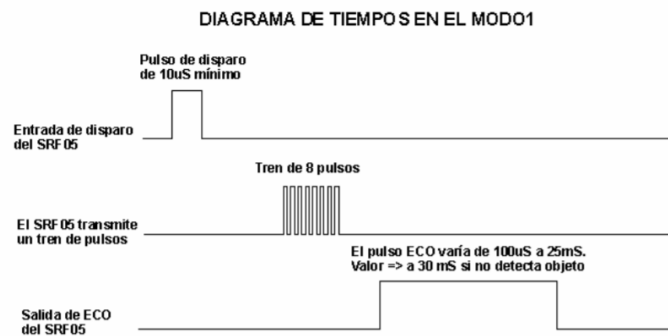 DIAGRAMA DE TIEMPOS EN EL MODO1
Pulso de disparo
de 10uS mínimo
Entrada de disparo
del SRF05
Tren de 8 pulsos
El SRF05 transmite
un tren de pulsos
El pulso ECO varía de 100uS a 25mS.
Valor => a 30 mS si no detecta objeto
Salida de ECO
del SRF05